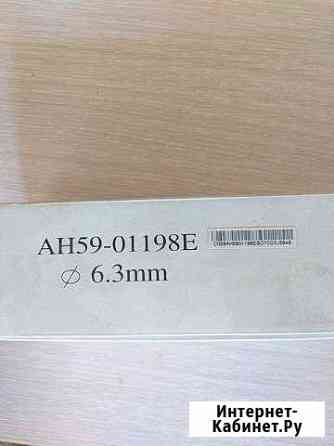 AH59-01198E
⌀ 6.3mm
Интернет-
Кабинет.Ру